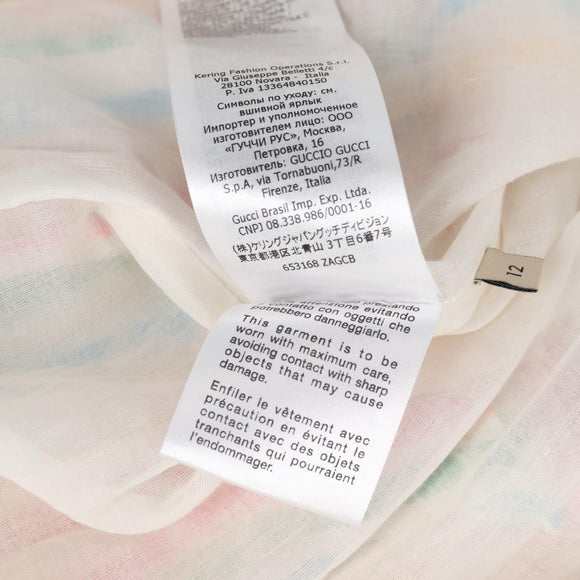 Kering Fashion Operations S.r.l.
Via Giuseppe Belletti 4/c
28100 Novara - Italia
P. Iva 13364840150
Символы по уходу: см.
вшивной ярлык
Импортер и уполномоченное
изготовителем лицо: ООО
«ГУЧЧИ РУС», Москва,
Петровка, 16
Изготовитель: GUCCIO GUCCI
S.p.A, via Tornabuoni,73/R
Firenze, Italia
Gucci Brasil Imp. Exp. Ltda.
CNPJ 08.338.986/0001-16
(株)ケリングジャパングッチディビジョン
東京都港区北青山3丁目6番7号
653168 ZAGCB
12
attenzione evitando
contatto con oggetti che
potrebbero danneggiarlo.
This garment is to be
worn with maximum care,
avoiding contact with sharp
objects that may cause
damage.
Enfiler le vêtement avec
précaution en évitant le
contact avec des objets
tranchants qui pourraient
l'endommager.